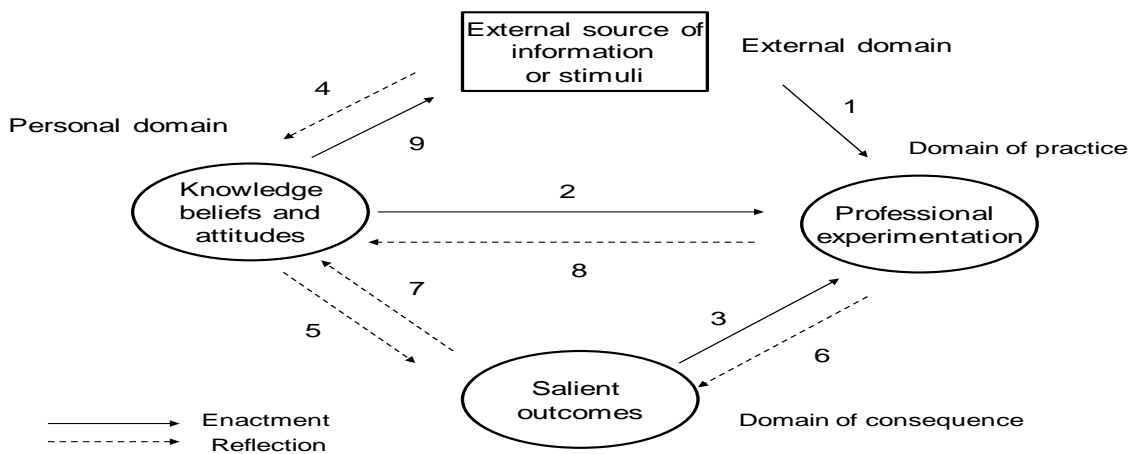 External source of
information
or stimuli
External domain
4
1
Personal domain
9
Domain of practice
Knowledge
beliefs and
attitudes
2
Professional
experimentation
8
7
5
3
6
Salient
outcomes
Domain of consequence
Enactment
Reflection